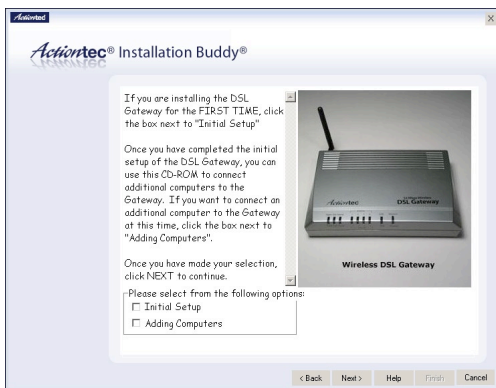 Actiontec
Actiontec® Installation Buddy®
If you are installing the DSL
Gateway for the FIRST TIME, click
the box next to "Initial Setup"
Once you have completed the initial
setup of the DSL Gateway, you can
use this CD-ROM to connect
additional computers to the
Gateway. If you want to connect an
additional computer to the Gateway
at this time, click the box next to
"Adding Computers".
Once you have made your selection,
click NEXT to continue.
Actiontec
DSL Gateway
Wireless DSL Gateway
Please select from the following options:
Initial Setup
Adding Computers
< Back
Next >
Help
Finish
Cancel